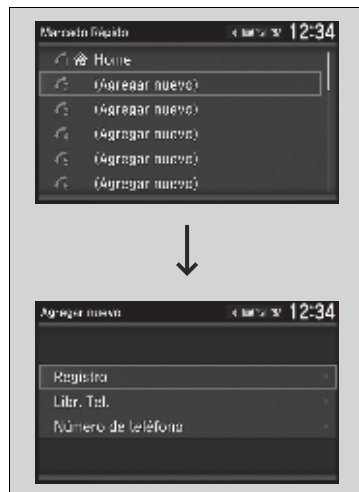 Marcado Rápido 12:34
Home
(Agregar nuevo)
(Agregar nuevo)
(Agregar nuevo)
(Agregar nuevo)
(Agregar nuevo)
Agregar nuevo 12:34
Registro
Libr. Tel.
Número de teléfono